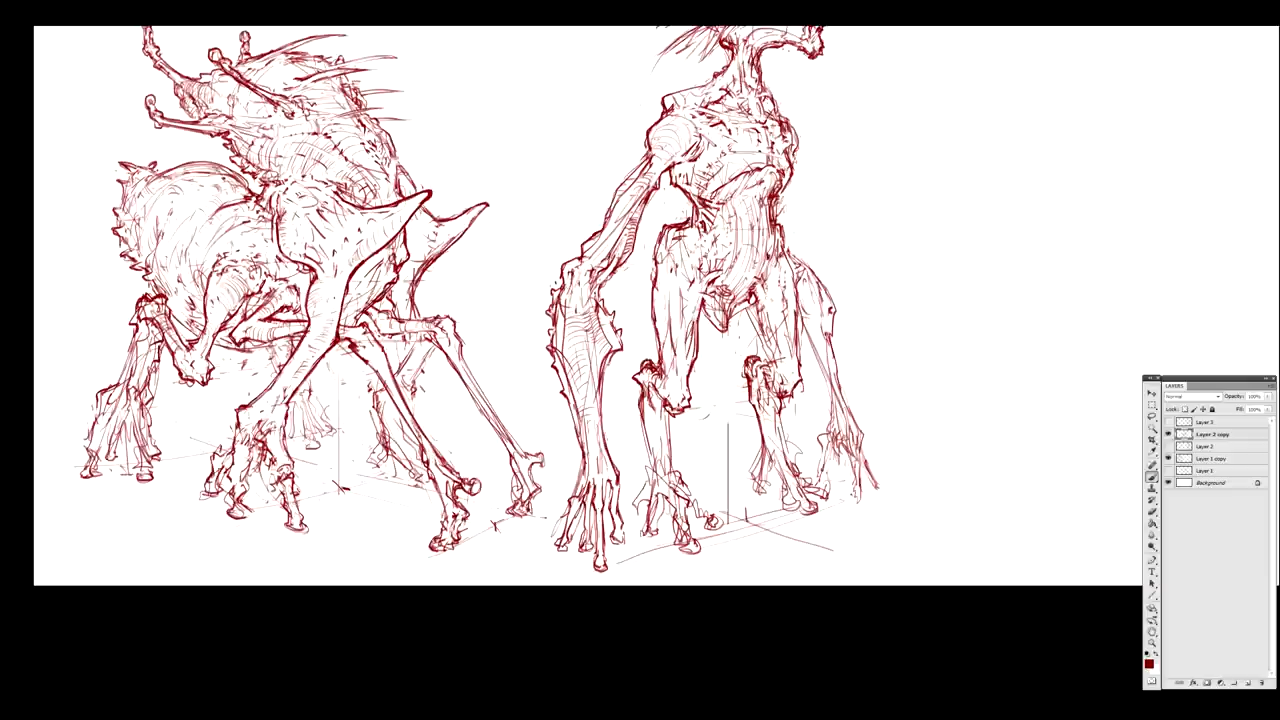 LAYERS
Normal
Opacity: 100%
Lock:
Fill: 100%
Layer 3
Layer 2 copy
Layer 2
Layer 1 copy
Layer 1
Background